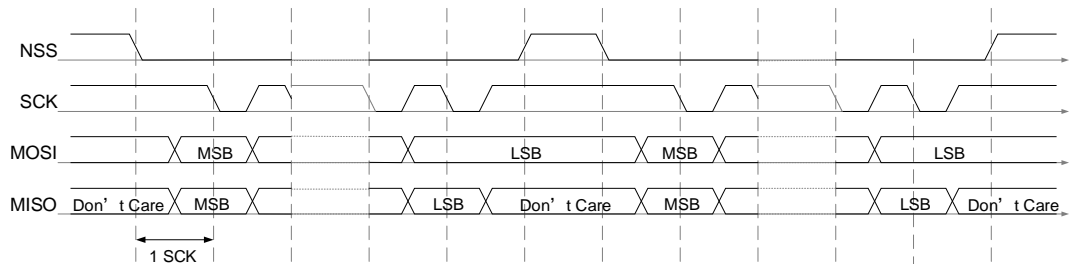 NSS
SCK
MOSI MSB LSB MSB LSB
MISO Don’t Care MSB LSB Don’t Care MSB LSB Don’t Care
1 SCK